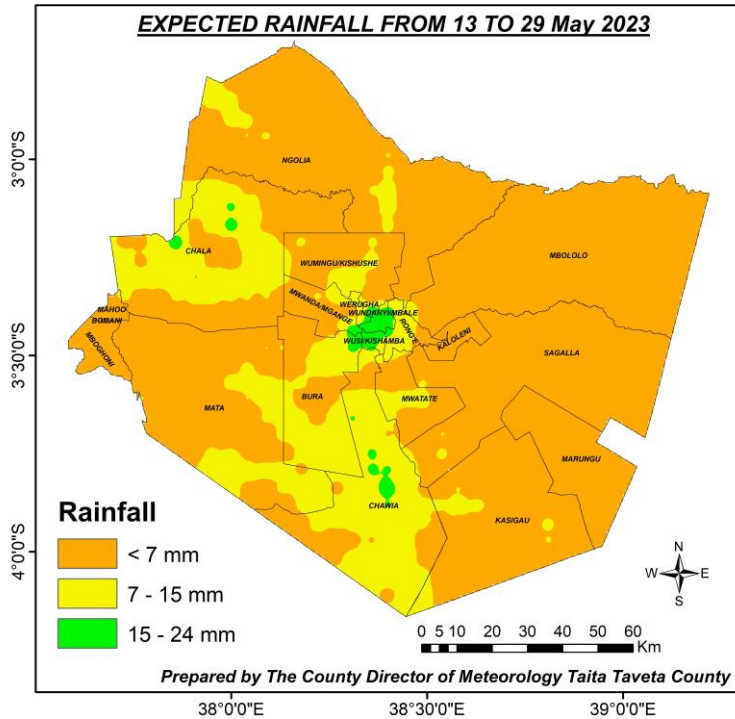 EXPECTED RAINFALL FROM 13 TO 29 May 2023
3°0'0"S
NGOLIA
MBOLOLO
CHALA
WUMINGU/KISHUSHE
WERUGHA
MWANDA/MGANGE
WUNDANYI/MBALE
MAHOO
BOMANI
MBOGHONI
RONG'E
KALOLENI
3°30'0"S
WUSI/KISHAMBA
SAGALLA
MATA
BURA
MWATATE
MARUNGU
CHAWIA
KASIGAU
Rainfall
< 7 mm
7 - 15 mm
15 - 24 mm
4°0'0"S
N
W E
S
0 5 10 20 30 40 50 60
Km
Prepared by The County Director of Meteorology Taita Taveta County
38°0'0"E 38°30'0"E 39°0'0"E